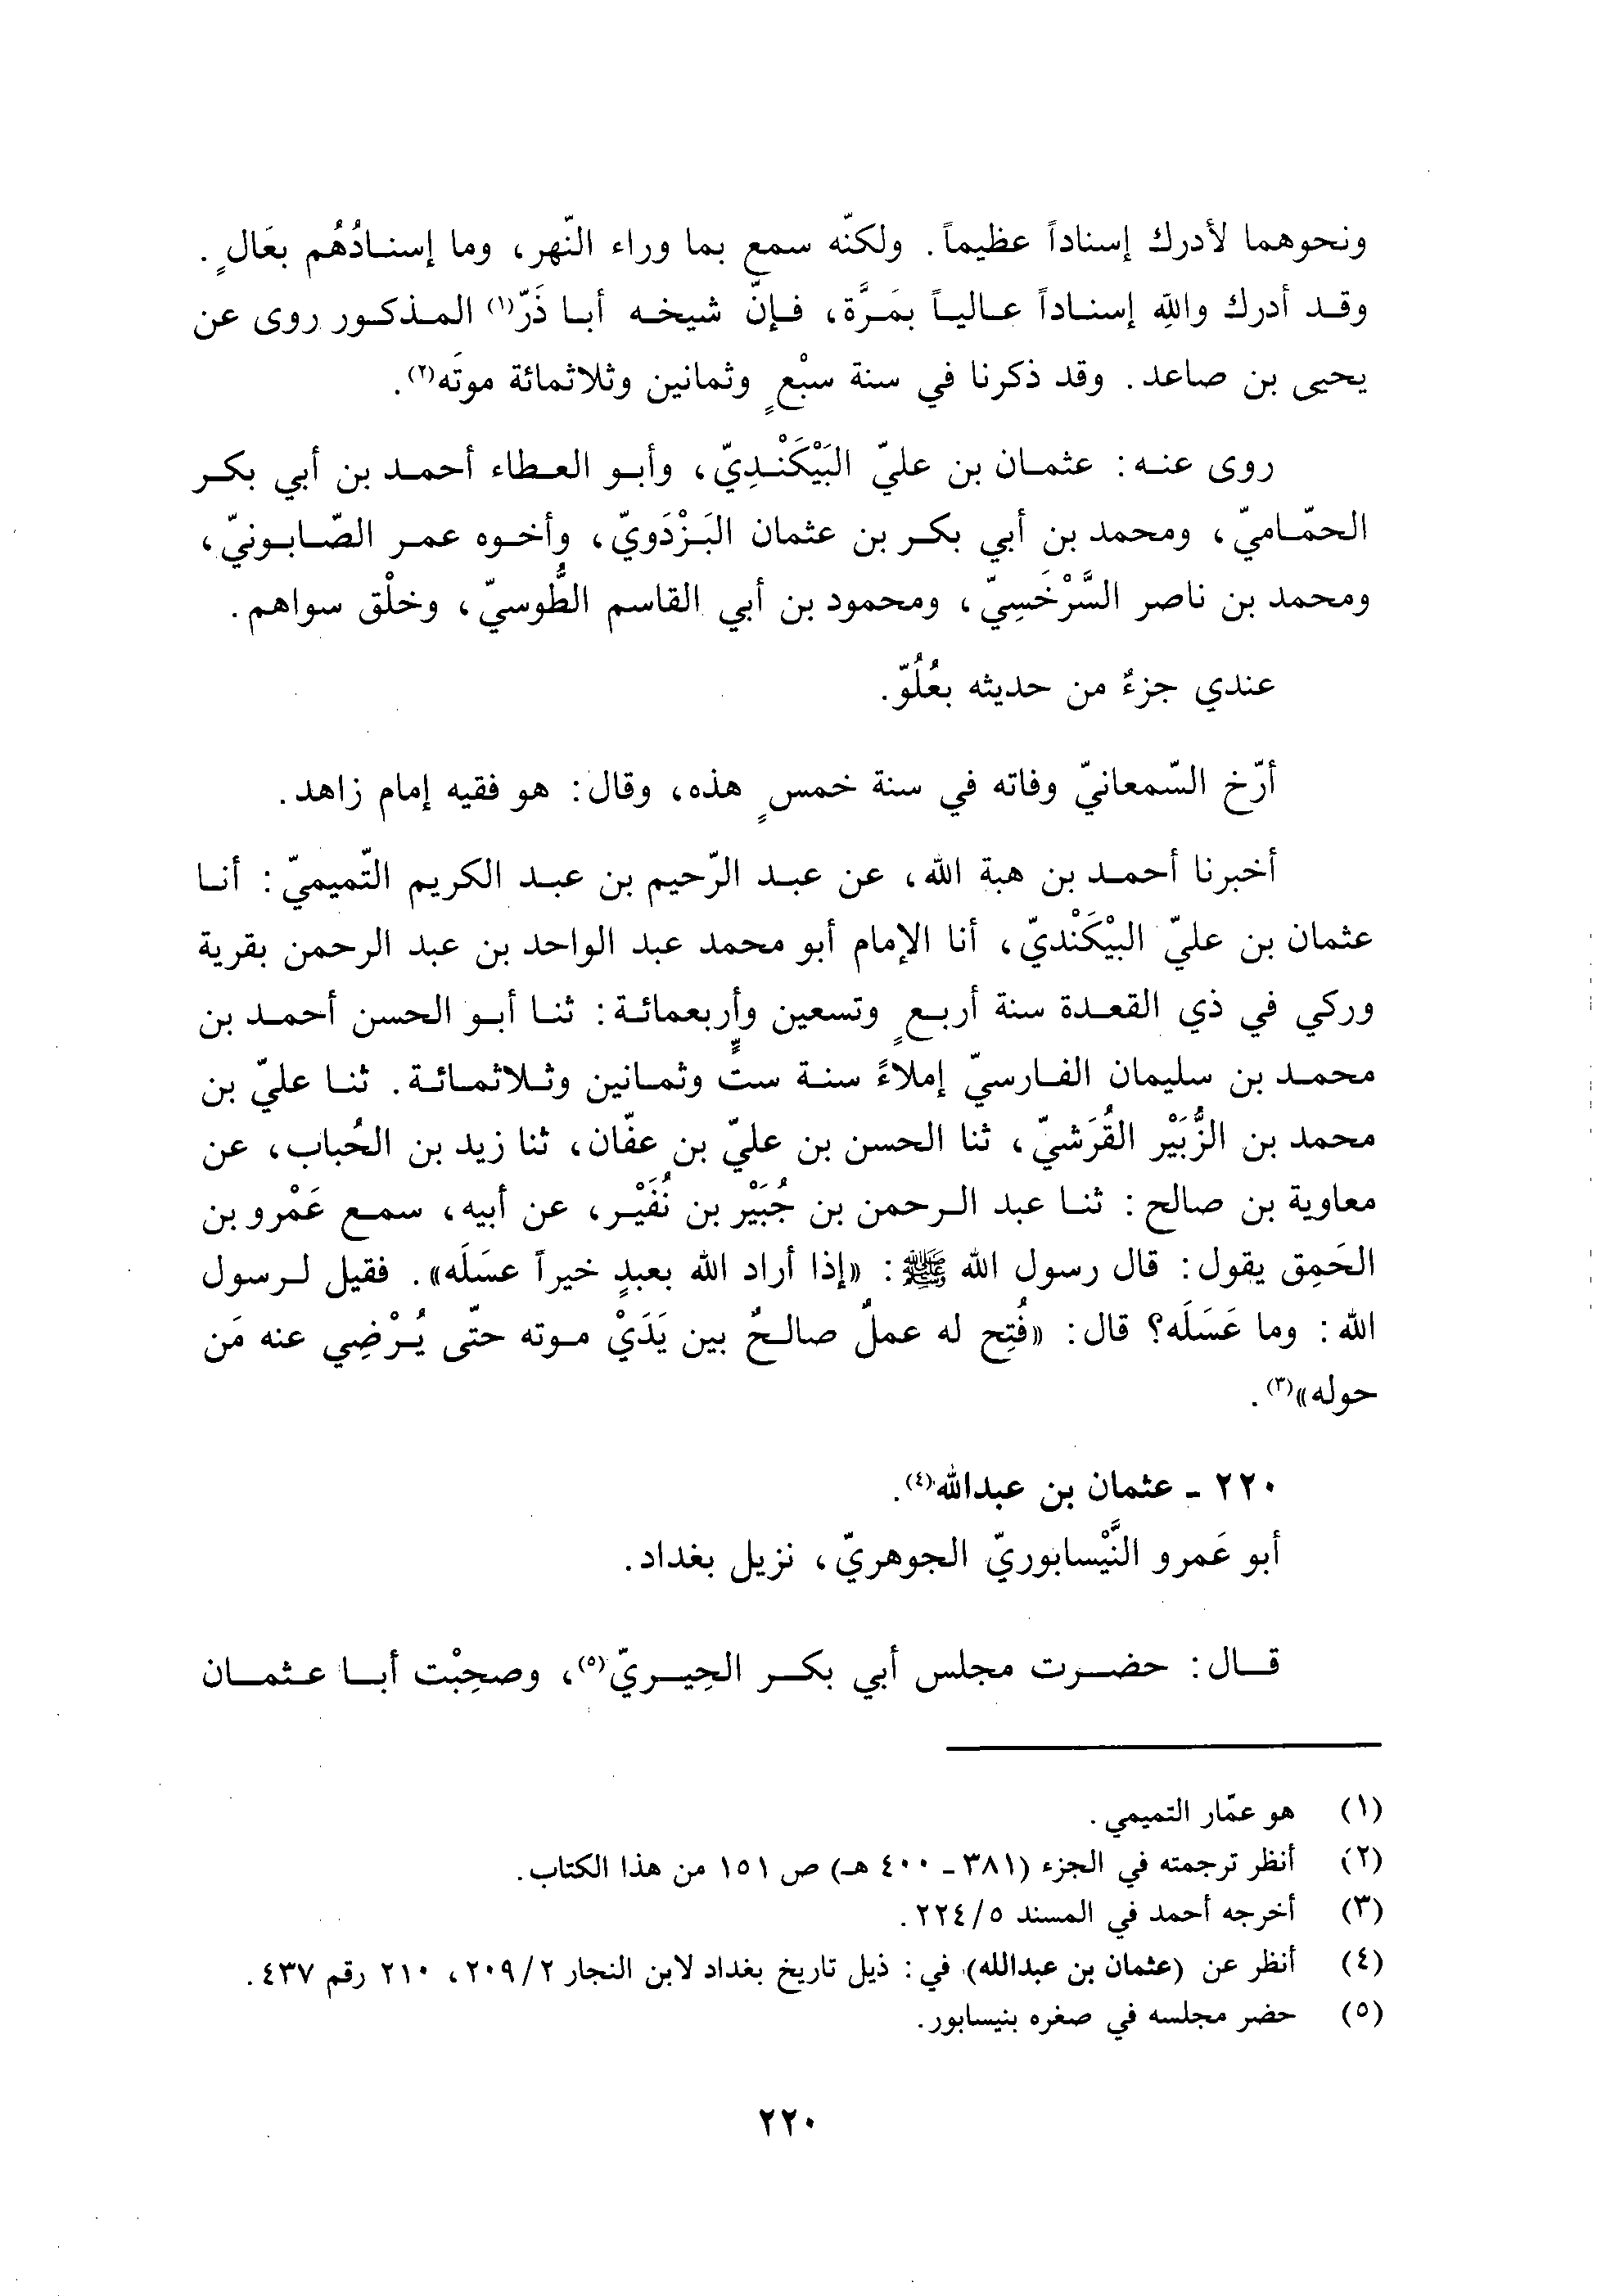 ونحوهما لأدرك إسناداً عظيماً. ولكنّه سمع بما وراء النّهر، وما إسنادُهُم بعَالٍ.
وقد أدرك واللهِ إسناداً عالياً بمَرَّة، فإنّ شيخه أبا ذَرّ(١) المذكور روى عن
يحيى بن صاعد. وقد ذكرنا في سنة سبْعٍ وثمانين وثلاثمائة موتَه(٢).
روى عنه: عثمان بن عليّ البَيْكَنْدِيّ، وأبو العطاء أحمد بن أبي بكر
الحمّاميّ، ومحمد بن أبي بكر بن عثمان البَزْدَويّ، وأخوه عمر الصّابونيّ،
ومحمد بن ناصر السَّرْخَسِيّ، ومحمود بن أبي القاسم الطُّوسيّ، وخلْق سواهم.
عندي جزءٌ من حديثه بعُلُوّ.
أرّخ السّمعانيّ وفاته في سنة خمسٍ هذه، وقال: هو فقيه إمام زاهد.
أخبرنا أحمد بن هبة الله، عن عبد الرّحيم بن عبد الكريم التّميميّ: أنا
عثمان بن عليّ البيْكَنْديّ، أنا الإمام أبو محمد عبد الواحد بن عبد الرحمن بقرية
وركي في ذي القعدة سنة أربعٍ وتسعين وأربعمائة: ثنا أبو الحسن أحمد بن
محمد بن سليمان الفارسيّ إملاءً سنة ستٍّ وثمانين وثلاثمائة. ثنا عليّ بن
محمد بن الزُّبَيْر القُرَشيّ، ثنا الحسن بن عليّ بن عفّان، ثنا زيد بن الحُباب، عن
معاوية بن صالح: ثنا عبد الرحمن بن جُبَيْر بن نُفَيْر، عن أبيه، سمع عَمْرو بن
الحَمِق يقول: قال رسول الله ﷺ: «إذا أراد الله بعبدٍ خيراً عسَلَه». فقيل لرسول
الله: وما عَسَلَه؟ قال: «فُتِح له عملٌ صالحٌ بين يَدَيْ موته حتّى يُرْضِي عنه مَن
حوله»(٣).
٢٢٠ - عثمان بن عبدالله(٤).
أبو عَمرو النَّيْسابوريّ الجوهريّ، نزيل بغداد.
قال: حضرت مجلس أبي بكر الحِيريّ(٥)، وصحِبْت أبا عثمان
(١) هو عمّار التميمي.
(٢) أنظر ترجمته في الجزء (٣٨١ - ٤٠٠ هـ) ص ١٥١ من هذا الكتاب.
(٣) أخرجه أحمد في المسند ٢٢٤/٥.
(٤) أنظر عن (عثمان بن عبدالله) في: ذيل تاريخ بغداد لابن النجار ٢٠٩/٢، ٢١٠ رقم ٤٣٧.
(٥) حضر مجلسه في صغره بنيسابور.
٢٢٠